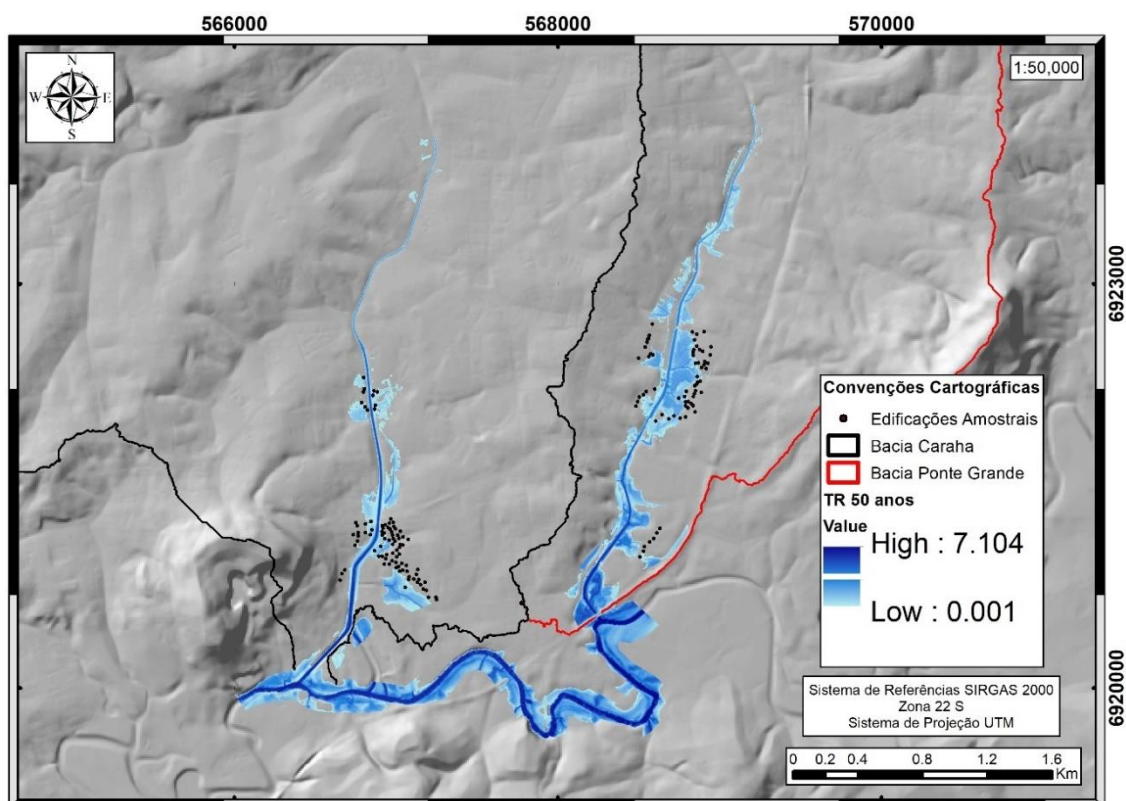 566000 568000 570000
N
W E
S
1:50,000
6923000
6920000
Convenções Cartográficas
Edificações Amostrais
Bacia Caraha
Bacia Ponte Grande
TR 50 anos
Value
High : 7.104
Low : 0.001
Sistema de Referências SIRGAS 2000
Zona 22 S
Sistema de Projeção UTM
0 0.2 0.4 0.8 1.2 1.6
Km